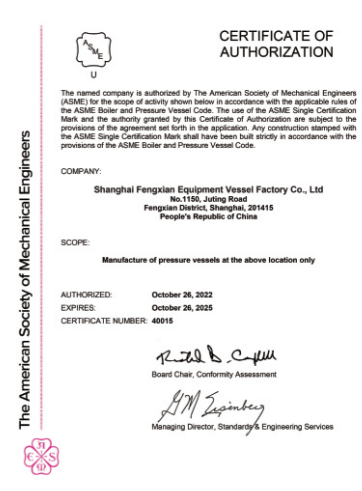 ASME
U
CERTIFICATE OF
AUTHORIZATION
The named company is authorized by The American Society of Mechanical Engineers
(ASME) for the scope of activity shown below in accordance with the applicable rules of
the ASME Boiler and Pressure Vessel Code. The use of the ASME Single Certification
Mark and the authority granted by this Certificate of Authorization are subject to the
provisions of the agreement set forth in the application. Any construction stamped with
the ASME Single Certification Mark shall have been built strictly in accordance with the
provisions of the ASME Boiler and Pressure Vessel Code.
COMPANY:
Shanghai Fengxian Equipment Vessel Factory Co., Ltd
No.1150, Juting Road
Fengxian District, Shanghai, 201415
People's Republic of China
SCOPE:
Manufacture of pressure vessels at the above location only
AUTHORIZED: October 26, 2022
EXPIRES: October 26, 2025
CERTIFICATE NUMBER: 40015
Board Chair, Conformity Assessment
Managing Director, Standards & Engineering Services
The American Society of Mechanical Engineers